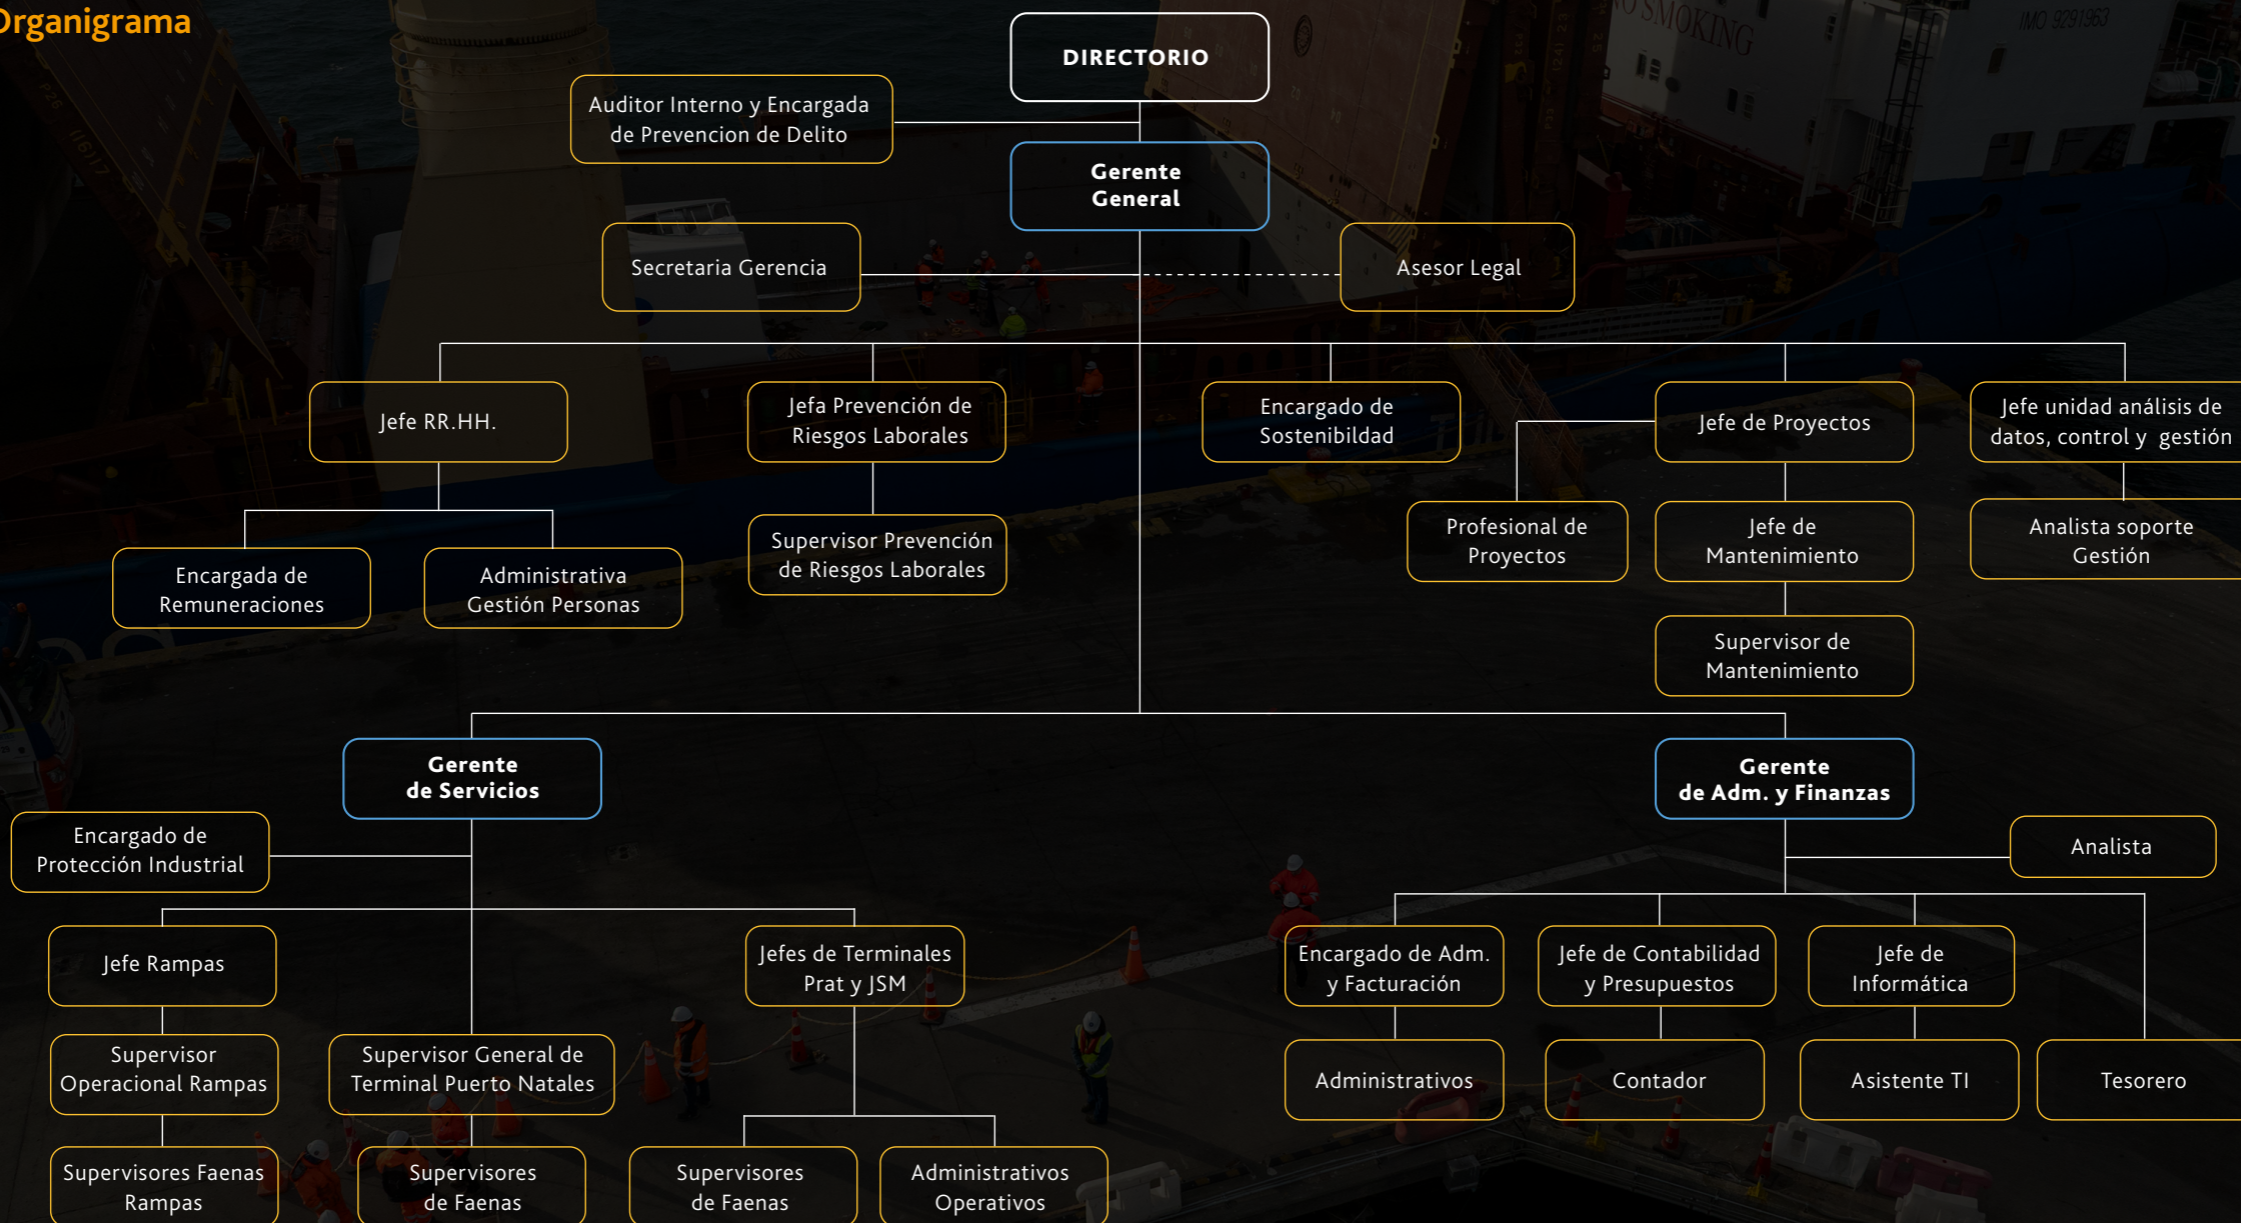 Organigrama
NO SMOKING
IMO 9291963
DIRECTORIO
Auditor Interno y Encargada
de Prevencion de Delito
Gerente
General
Secretaria Gerencia
Asesor Legal
Jefe RR.HH.
Jefa Prevención de
Riesgos Laborales
Encargado de
Sostenibildad
Jefe de Proyectos
Jefe unidad análisis de
datos, control y gestión
Encargada de
Remuneraciones
Administrativa
Gestión Personas
Supervisor Prevención
de Riesgos Laborales
Profesional de
Proyectos
Jefe de
Mantenimiento
Analista soporte
Gestión
Supervisor de
Mantenimiento
Gerente
de Servicios
Gerente
de Adm. y Finanzas
Encargado de
Protección Industrial
Analista
Jefe Rampas
Jefes de Terminales
Prat y JSM
Encargado de Adm.
y Facturación
Jefe de Contabilidad
y Presupuestos
Jefe de
Informática
Supervisor
Operacional Rampas
Supervisor General de
Terminal Puerto Natales
Administrativos
Contador
Asistente TI
Tesorero
Supervisores Faenas
Rampas
Supervisores
de Faenas
Supervisores
de Faenas
Administrativos
Operativos